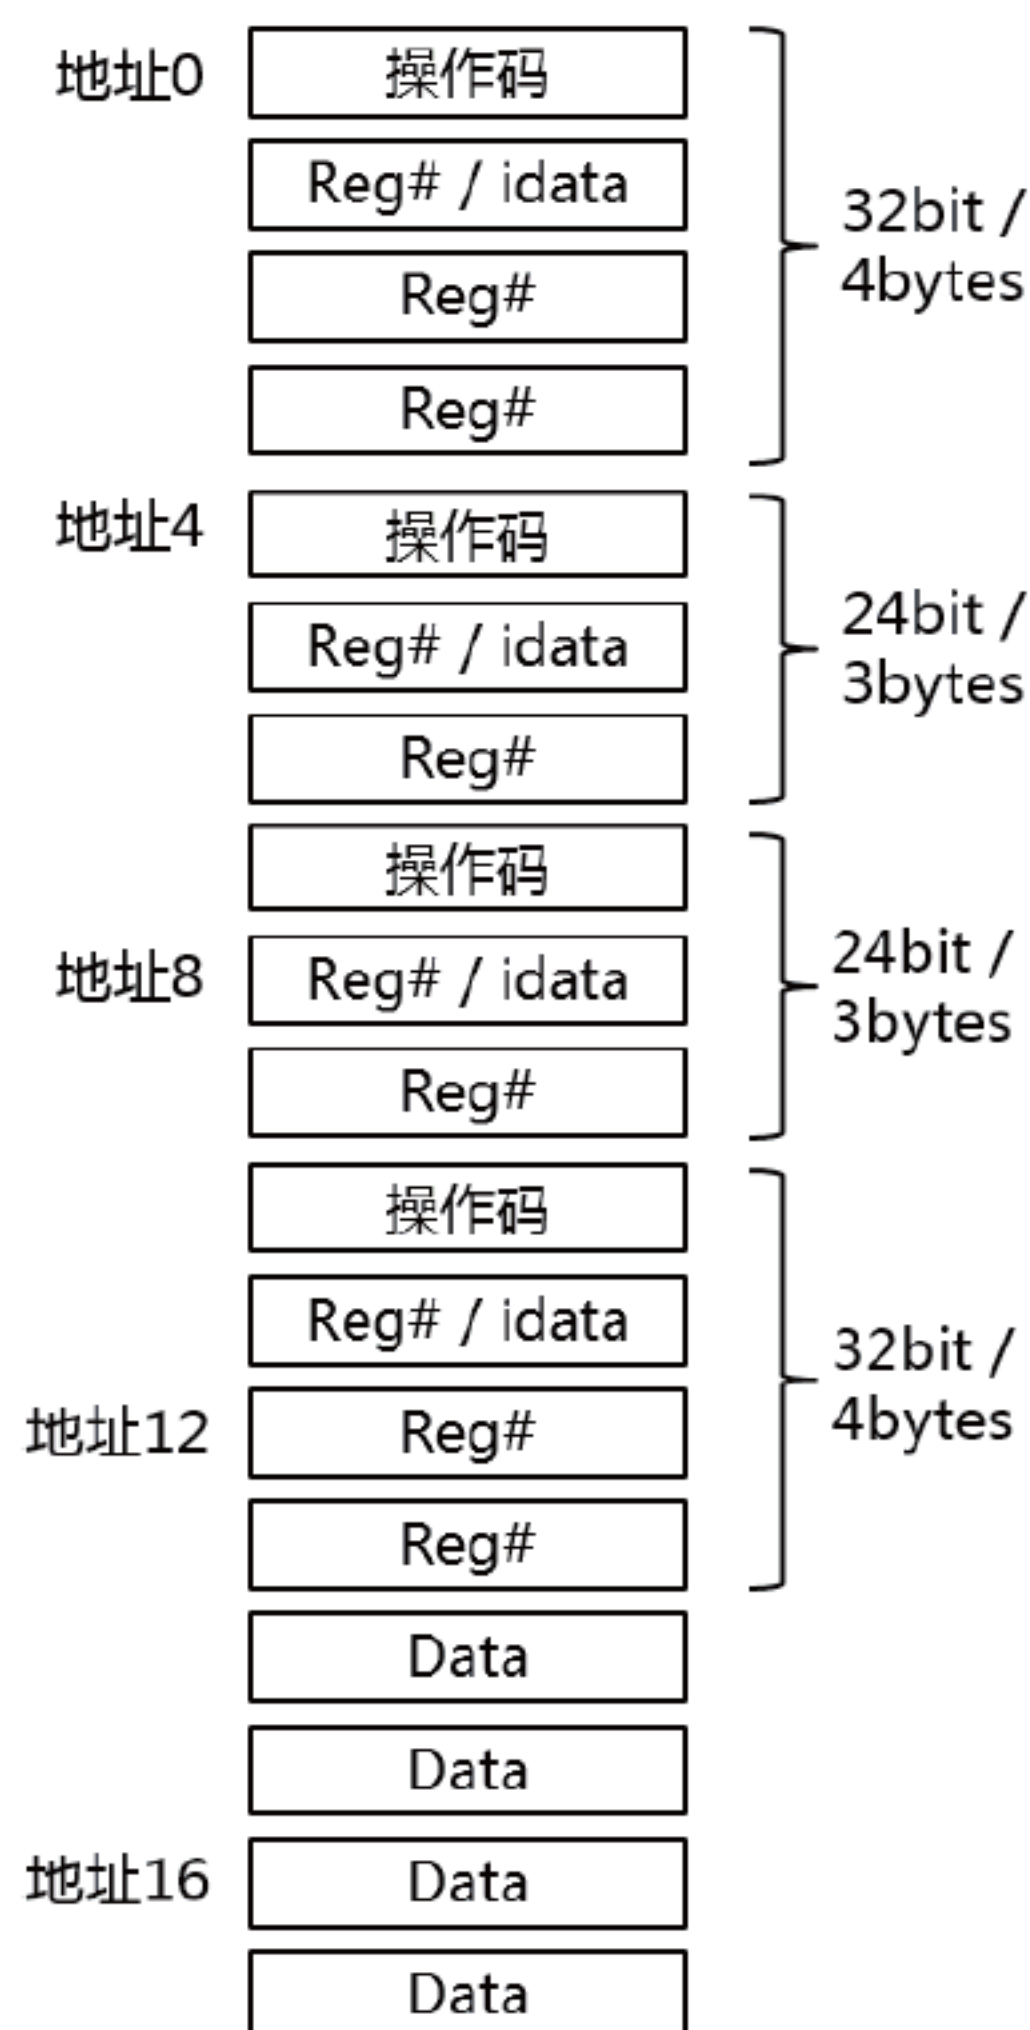 地址0
操作码
Reg# / idata
Reg#
Reg#
32bit /
4bytes
地址4
操作码
Reg# / idata
Reg#
24bit /
3bytes
操作码
地址8
Reg# / idata
Reg#
24bit /
3bytes
操作码
Reg# / idata
地址12
Reg#
Reg#
32bit /
4bytes
Data
Data
地址16
Data
Data